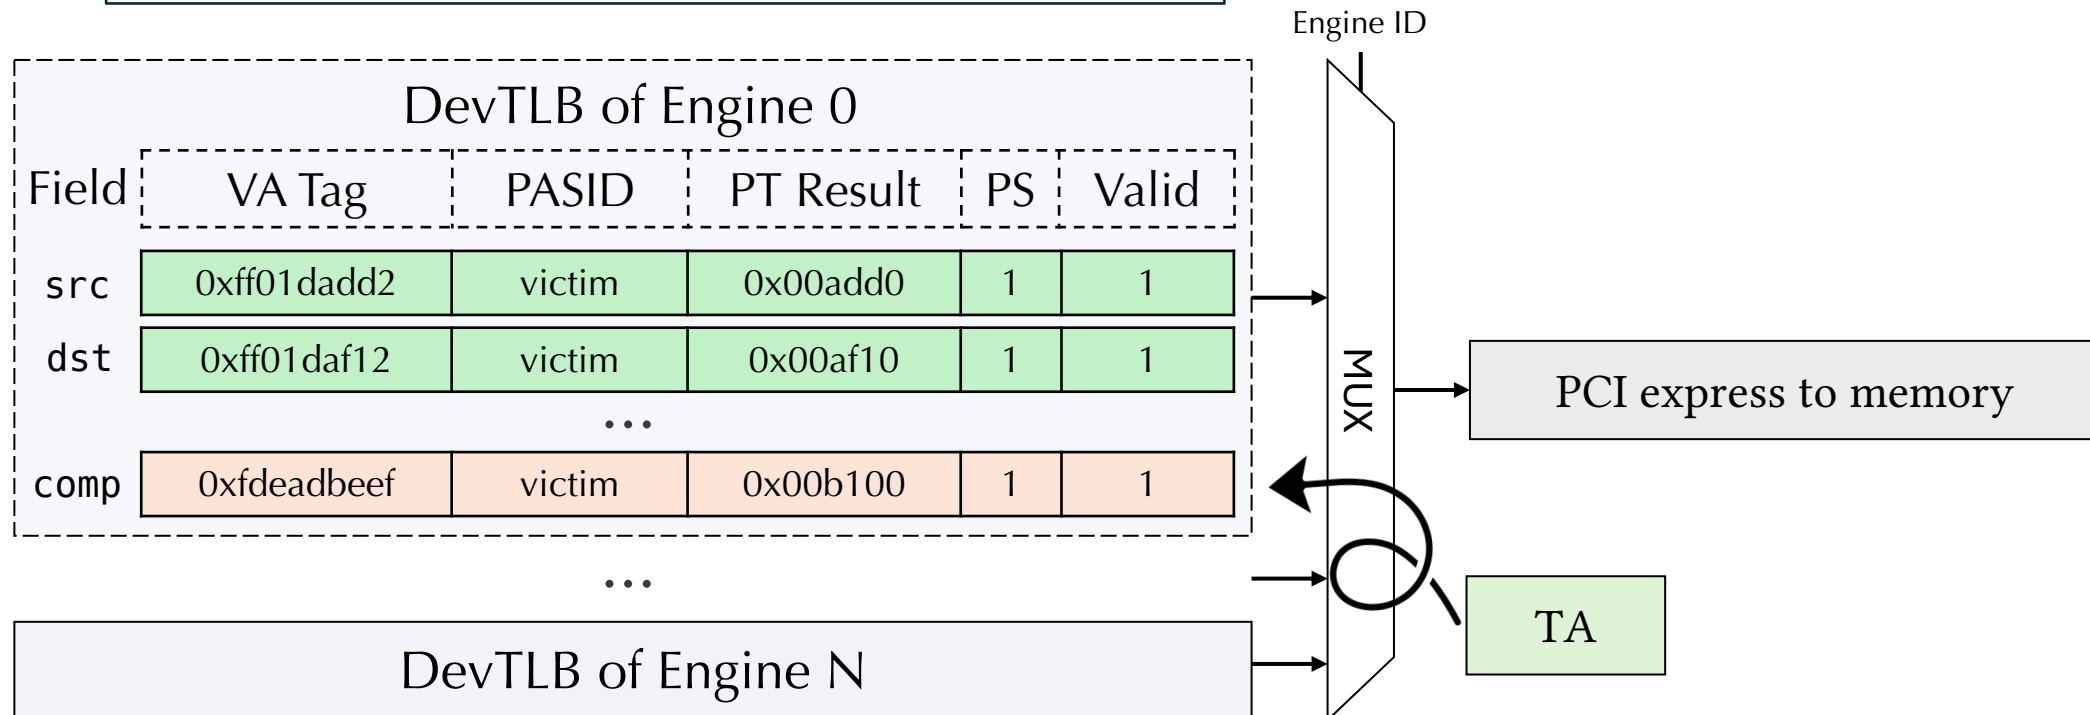 Engine ID
DevTLB of Engine 0
Field VA Tag PASID PT Result PS Valid
src 0xff01dadd2 victim 0x00add0 1 1
dst 0xff01daf12 victim 0x00af10 1 1
...
comp 0xfdeadbeef victim 0x00b100 1 1
MUX
PCI express to memory
...
TA
DevTLB of Engine N